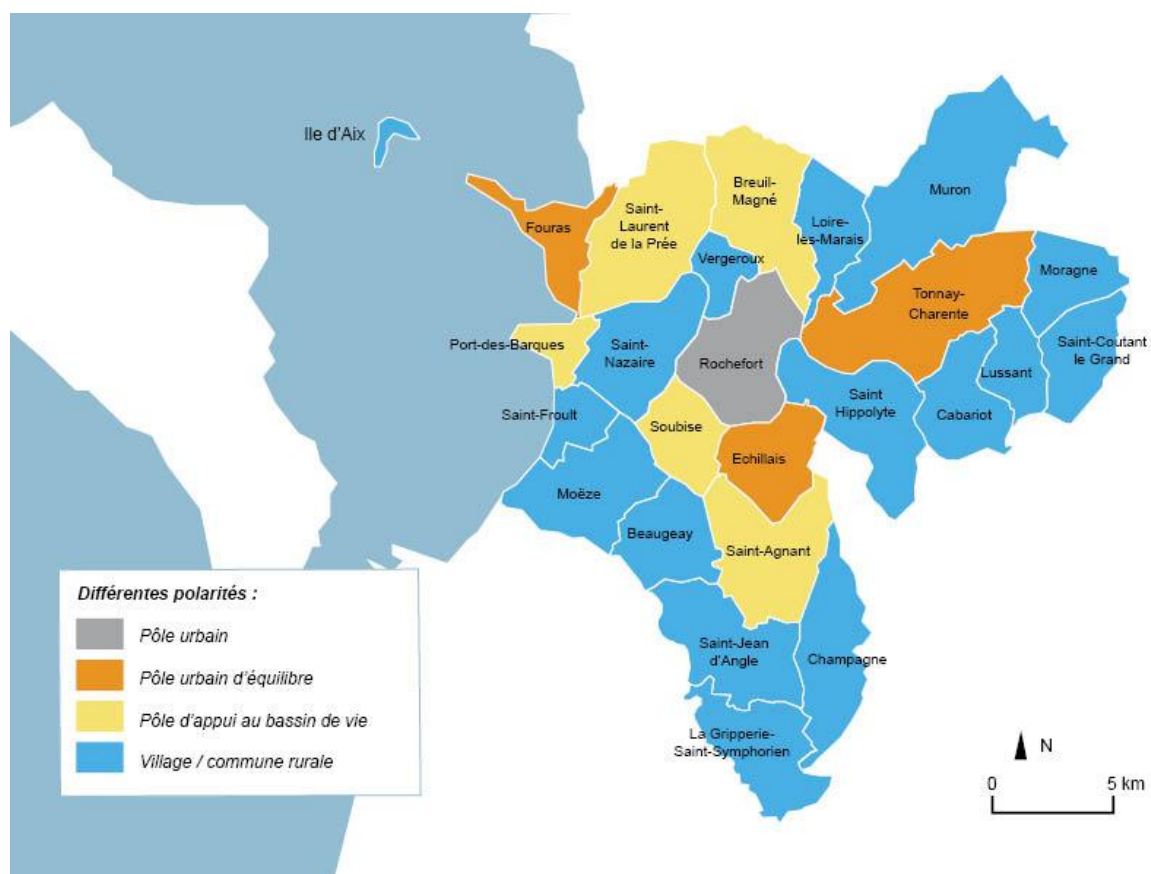 Ile d'Aix
Fouras
Saint-
Laurent
de la Prée
Breuil-
Magné
Loire-
les-Marais
Muron
Vergeroux
Moragne
Tonnay-
Charente
Saint-Coutant
le Grand
Port-des-Barques
Saint-
Nazaire
Rochefort
Lussant
Saint
Hippolyte
Cabariot
Saint-Froult
Soubise
Echillais
Moëze
Beaugeay
Saint-Agnant
Saint-Jean
d'Angle
Champagne
La Gripperie-
Saint-Symphorien
Différentes polarités :
Pôle urbain
Pôle urbain d'équilibre
Pôle d'appui au bassin de vie
Village / commune rurale
N
0 5 km